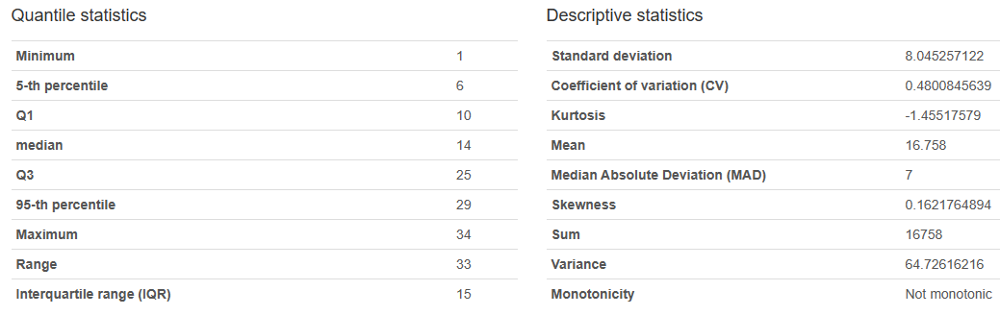 Quantile statistics
Minimum 1
5-th percentile 6
Q1 10
median 14
Q3 25
95-th percentile 29
Maximum 34
Range 33
Interquartile range (IQR) 15
Descriptive statistics
Standard deviation 8.045257122
Coefficient of variation (CV) 0.4800845639
Kurtosis -1.45517579
Mean 16.758
Median Absolute Deviation (MAD) 7
Skewness 0.1621764894
Sum 16758
Variance 64.72616216
Monotonicity Not monotonic